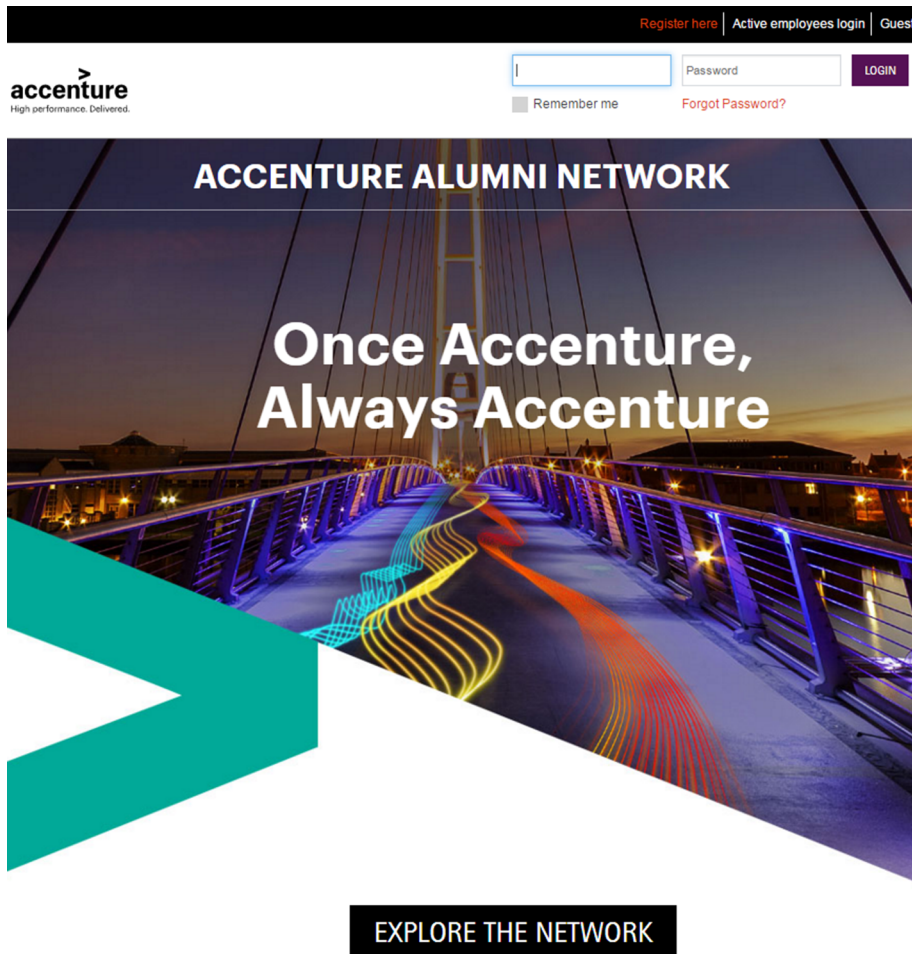 Register here | Active employees login | Guest
accenture
High performance. Delivered.
Password
LOGIN
Remember me
Forgot Password?
ACCENTURE ALUMNI NETWORK
Once Accenture,
Always Accenture
EXPLORE THE NETWORK